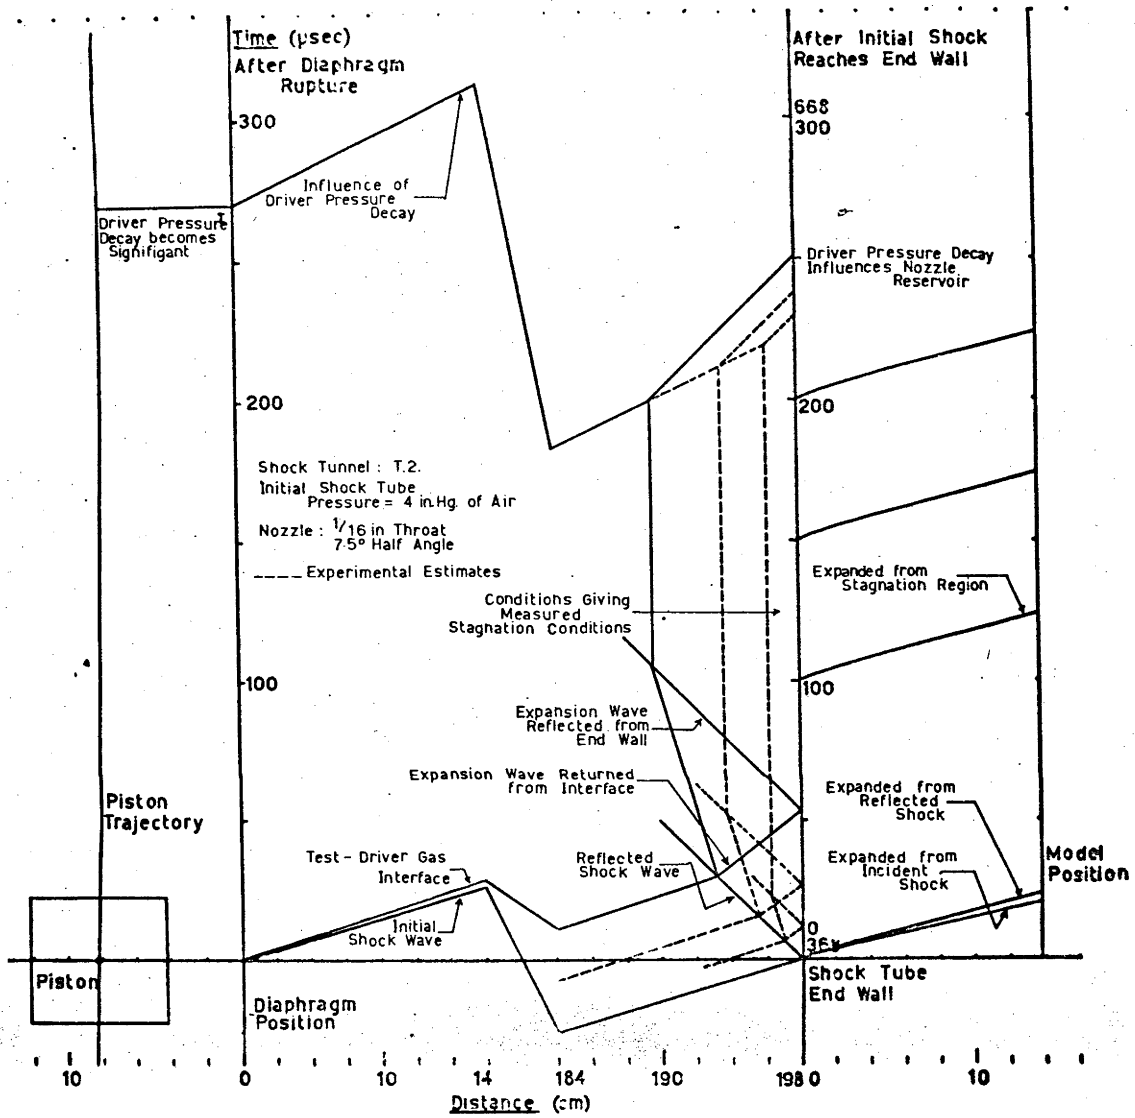 Time (µsec)
After Diaphragm
Rupture
After Initial Shock
Reaches End Wall
300
668
300
Influence of
Driver Pressure
Decay
Driver Pressure
Decay becomes
Signifigant
Driver Pressure Decay
Influences Nozzle
Reservoir
200
200
Shock Tunnel : T.2.
Initial Shock Tube
Pressure = 4 in.Hg. of Air
Nozzle : 1/16 in Throat
7.5° Half Angle
---- Experimental Estimates
Conditions Giving
Measured
Stagnation Conditions
Expanded from
Stagnation Region
100
100
Expansion Wave
Reflected from
End Wall
Expansion Wave Returned
from Interface
Piston
Trajectory
Test-Driver Gas
Interface
Reflected
Shock Wave
Expanded from
Reflected
Shock
Expanded from
Incident
Shock
Model
Position
Initial
Shock Wave
0
Piston
Diaphragm
Position
Shock Tube
End Wall
10
0
10
14
184
190
198
0
10
Distance (cm)